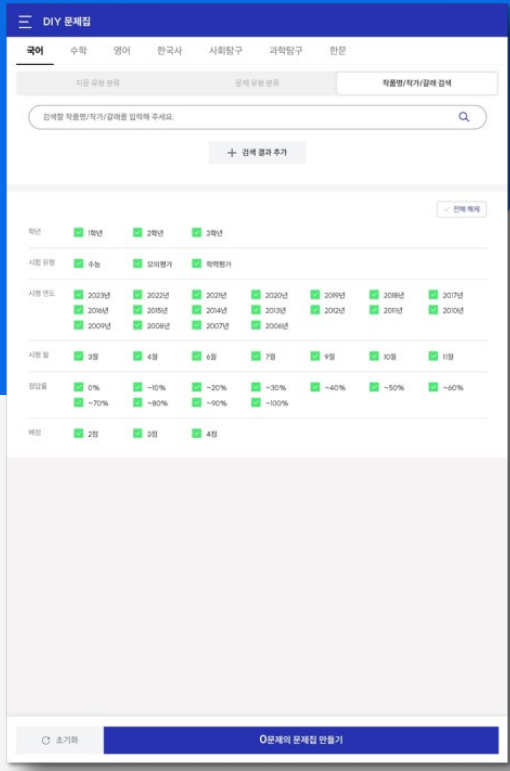 DIY 문제집
국어 수학 영어 한국사 사회탐구 과학탐구 한문
지문 유형 분류 문제 유형 분류 작품명/작가/갈래 검색
검색할 작품명/작가/갈래를 입력해 주세요.
+ 검색 결과 추가
전체 해제
학년 1학년 2학년 3학년
시험 유형 수능 모의평가 학력평가
시행 연도 2023년 2022년 2021년 2020년 2019년 2018년 2017년
2016년 2015년 2014년 2013년 2012년 2011년 2010년
2009년 2008년 2007년 2006년
시행 월 3월 4월 6월 7월 9월 10월 11월
정답률 0% ~10% ~20% ~30% ~40% ~50% ~60%
~70% ~80% ~90% ~100%
배점 2점 3점 4점
초기화 0문제의 문제집 만들기